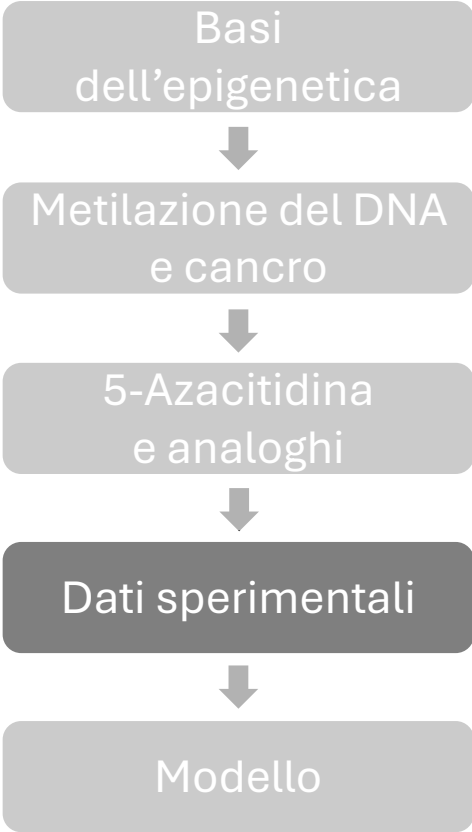 Basi
dell’epigenetica
Metilazione del DNA
e cancro
5-Azacitidina
e analoghi
Dati sperimentali
Modello